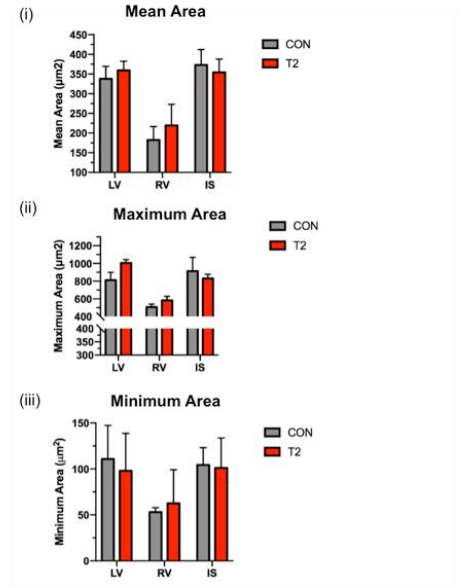 (i)
Mean Area
Mean Area (µm2)
450
400
350
300
250
200
150
100
LV
RV
IS
CON
T2
(ii)
Maximum Area
Maximum Area (µm2)
1200
1000
800
600
400
400
350
300
LV
RV
IS
CON
T2
(iii)
Minimum Area
Minimum Area (µm²)
150
100
50
0
LV
RV
IS
CON
T2